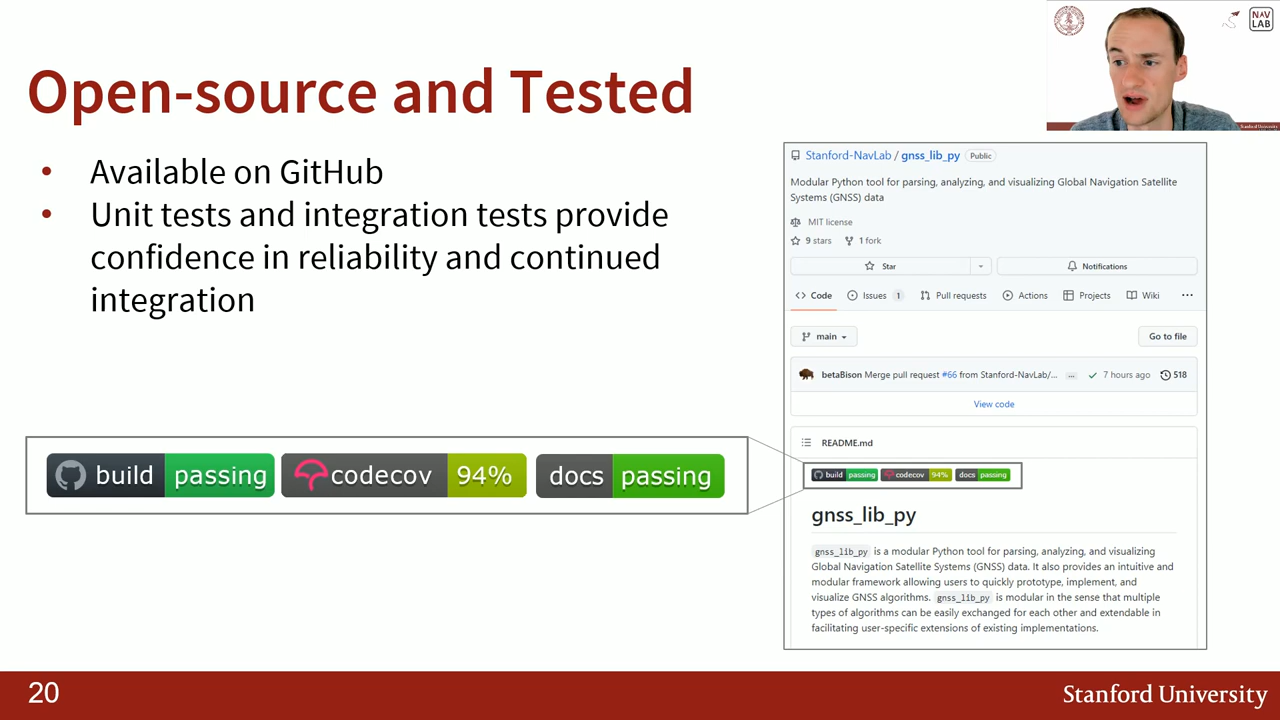 NAV
LAB
Stanford University
Open-source and Tested
• Available on GitHub
• Unit tests and integration tests provide
confidence in reliability and continued
integration
build passing codecov 94% docs passing
Stanford-NavLab / gnss_lib_py Public
Modular Python tool for parsing, analyzing, and visualizing Global Navigation Satellite
Systems (GNSS) data
MIT license
9 stars 1 fork
Star Notifications
<> Code Issues 1 Pull requests Actions Projects Wiki ...
main Go to file
betaBison Merge pull request #66 from Stanford-NavLab/... ... ✓ 7 hours ago 518
View code
README.md
build passing codecov 94% docs passing
gnss_lib_py
gnss_lib_py is a modular Python tool for parsing, analyzing, and visualizing
Global Navigation Satellite Systems (GNSS) data. It also provides an intuitive and
modular framework allowing users to quickly prototype, implement, and
visualize GNSS algorithms. gnss_lib_py is modular in the sense that multiple
types of algorithms can be easily exchanged for each other and extendable in
facilitating user-specific extensions of existing implementations.
20
Stanford University